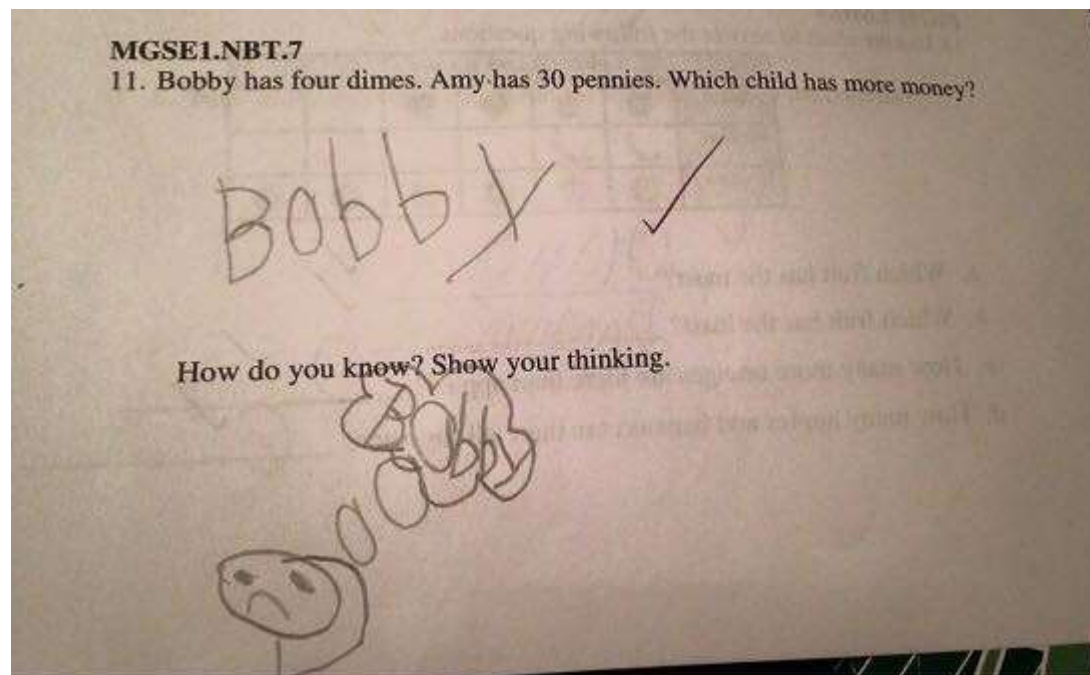 MGSE1.NBT.7
11. Bobby has four dimes. Amy has 30 pennies. Which child has more money?
BobbY
How do you know? Show your thinking.
Bobby